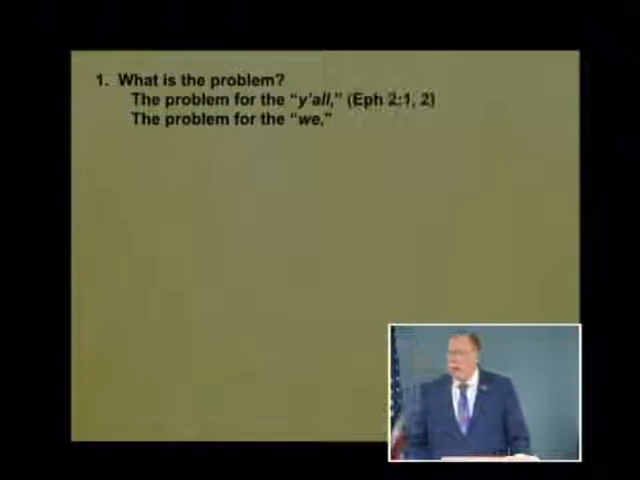 1. What is the problem?
The problem for the “y’all,” (Eph 2:1, 2)
The problem for the “we,”